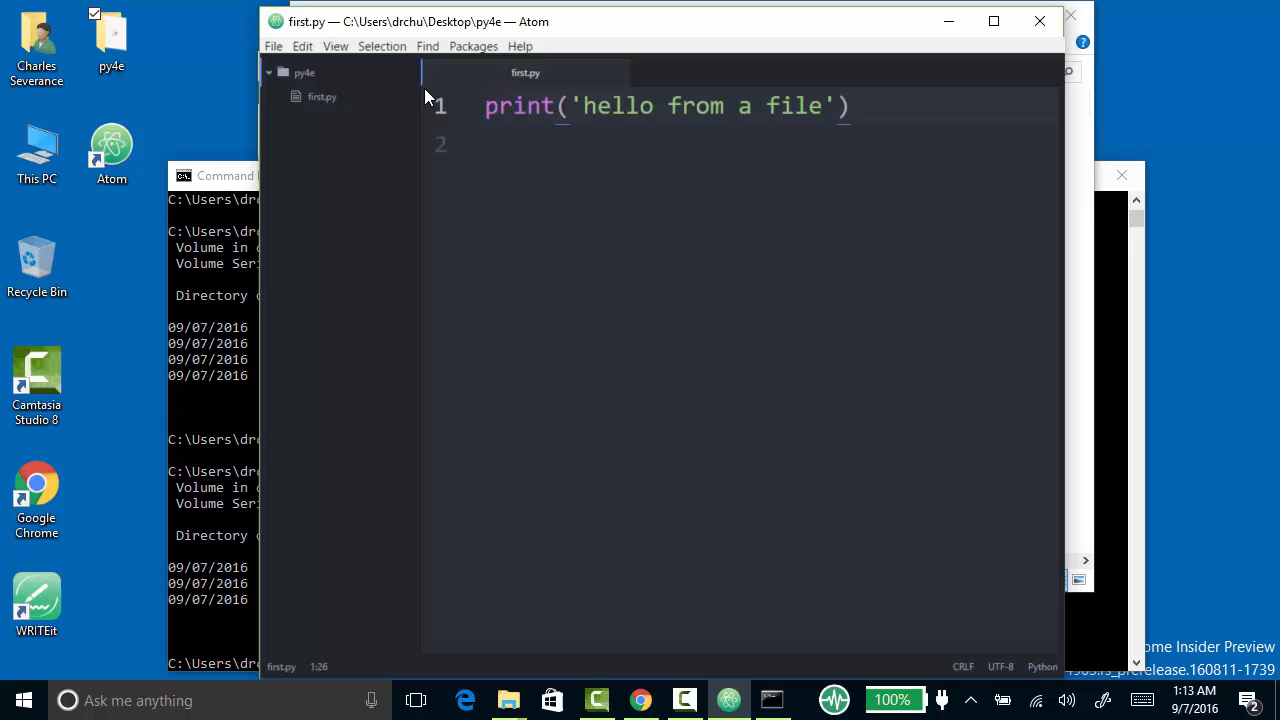 Charles
Severance
py4e
This PC
Atom
Recycle Bin
Camtasia
Studio 8
Google
Chrome
WRITEit
first.py — C:\Users\drchu\Desktop\py4e — Atom
File Edit View Selection Find Packages Help
py4e
first.py
first.py
1 print('hello from a file')
2
first.py 1:26
CRLF UTF-8 Python
Command
C:\Users\drc
C:\Users\drc
Volume in
Volume Seri
Directory
09/07/2016
09/07/2016
09/07/2016
09/07/2016
C:\Users\drc
C:\Users\drc
Volume in
Volume Seri
Directory
09/07/2016
09/07/2016
09/07/2016
C:\Users\drc
ome Insider Preview
.rs_prerelease.160811-1739
Ask me anything
100%
1:13 AM
9/7/2016
2